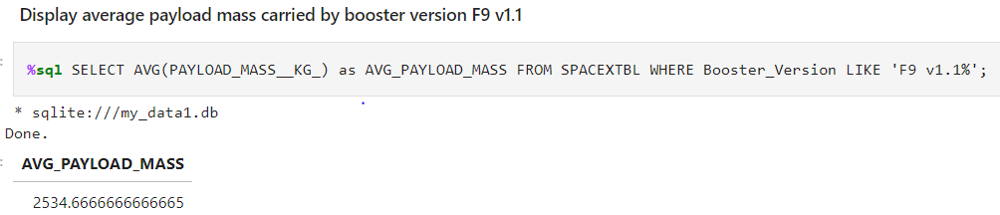 Display average payload mass carried by booster version F9 v1.1
%sql SELECT AVG(PAYLOAD_MASS__KG_) as AVG_PAYLOAD_MASS FROM SPACEXTBL WHERE Booster_Version LIKE 'F9 v1.1%';
* sqlite:///my_data1.db
Done.
AVG_PAYLOAD_MASS
2534.6666666666665